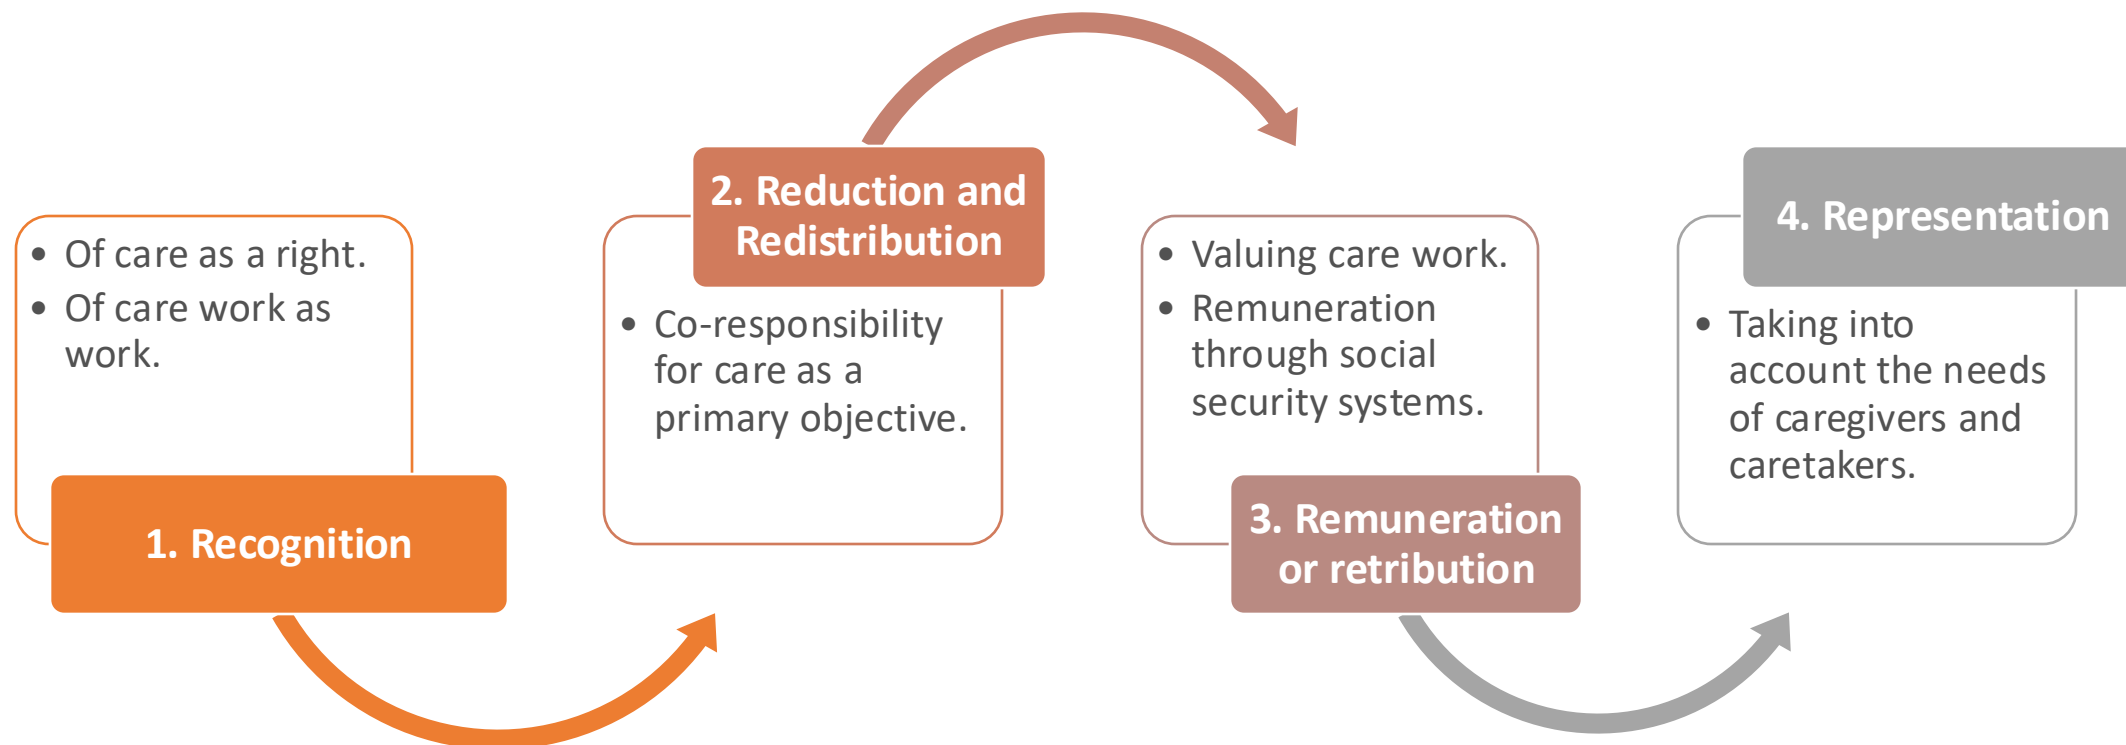 • Of care as a right.
• Of care work as
work.
1. Recognition
2. Reduction and
Redistribution
• Co-responsibility
for care as a
primary objective.
• Valuing care work.
• Remuneration
through social
security systems.
3. Remuneration
or retribution
4. Representation
• Taking into
account the needs
of caregivers and
caretakers.